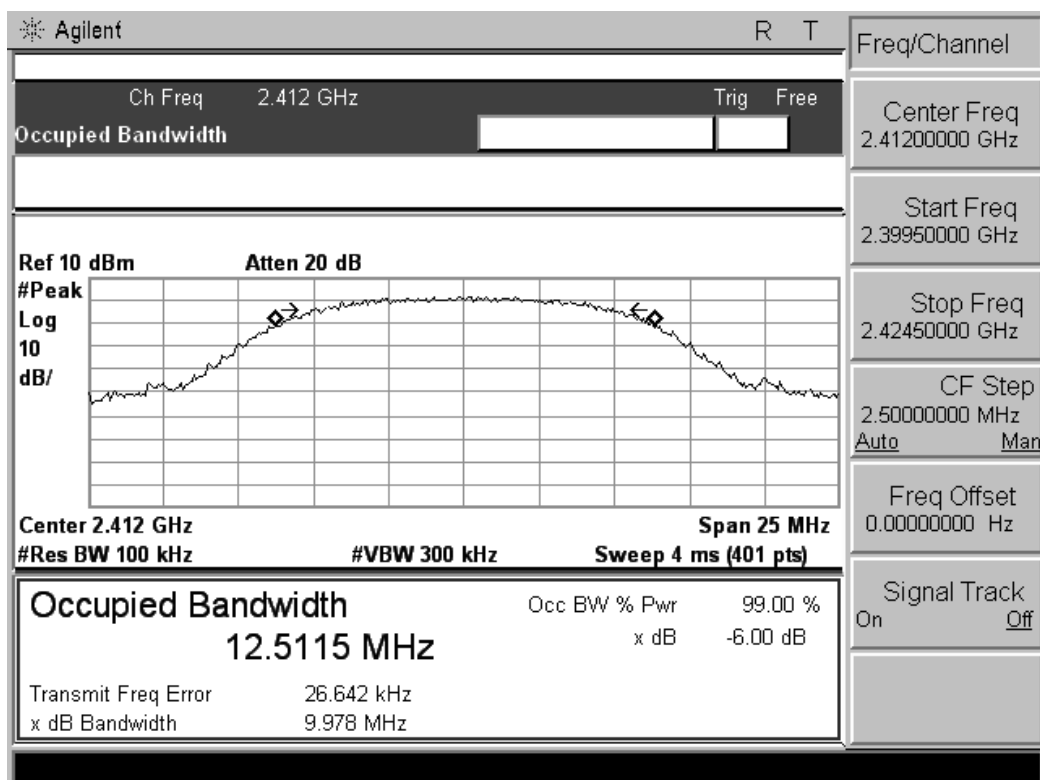 Agilent R T
Ch Freq 2.412 GHz Trig Free
Occupied Bandwidth
Ref 10 dBm Atten 20 dB
#Peak
Log
10
dB/
Center 2.412 GHz Span 25 MHz
#Res BW 100 kHz #VBW 300 kHz Sweep 4 ms (401 pts)
Occupied Bandwidth
12.5115 MHz
Occ BW % Pwr 99.00 %
x dB -6.00 dB
Transmit Freq Error 26.642 kHz
x dB Bandwidth 9.978 MHz
Freq/Channel
Center Freq
2.41200000 GHz
Start Freq
2.39950000 GHz
Stop Freq
2.42450000 GHz
CF Step
2.50000000 MHz
Auto Man
Freq Offset
0.00000000 Hz
Signal Track
On Off